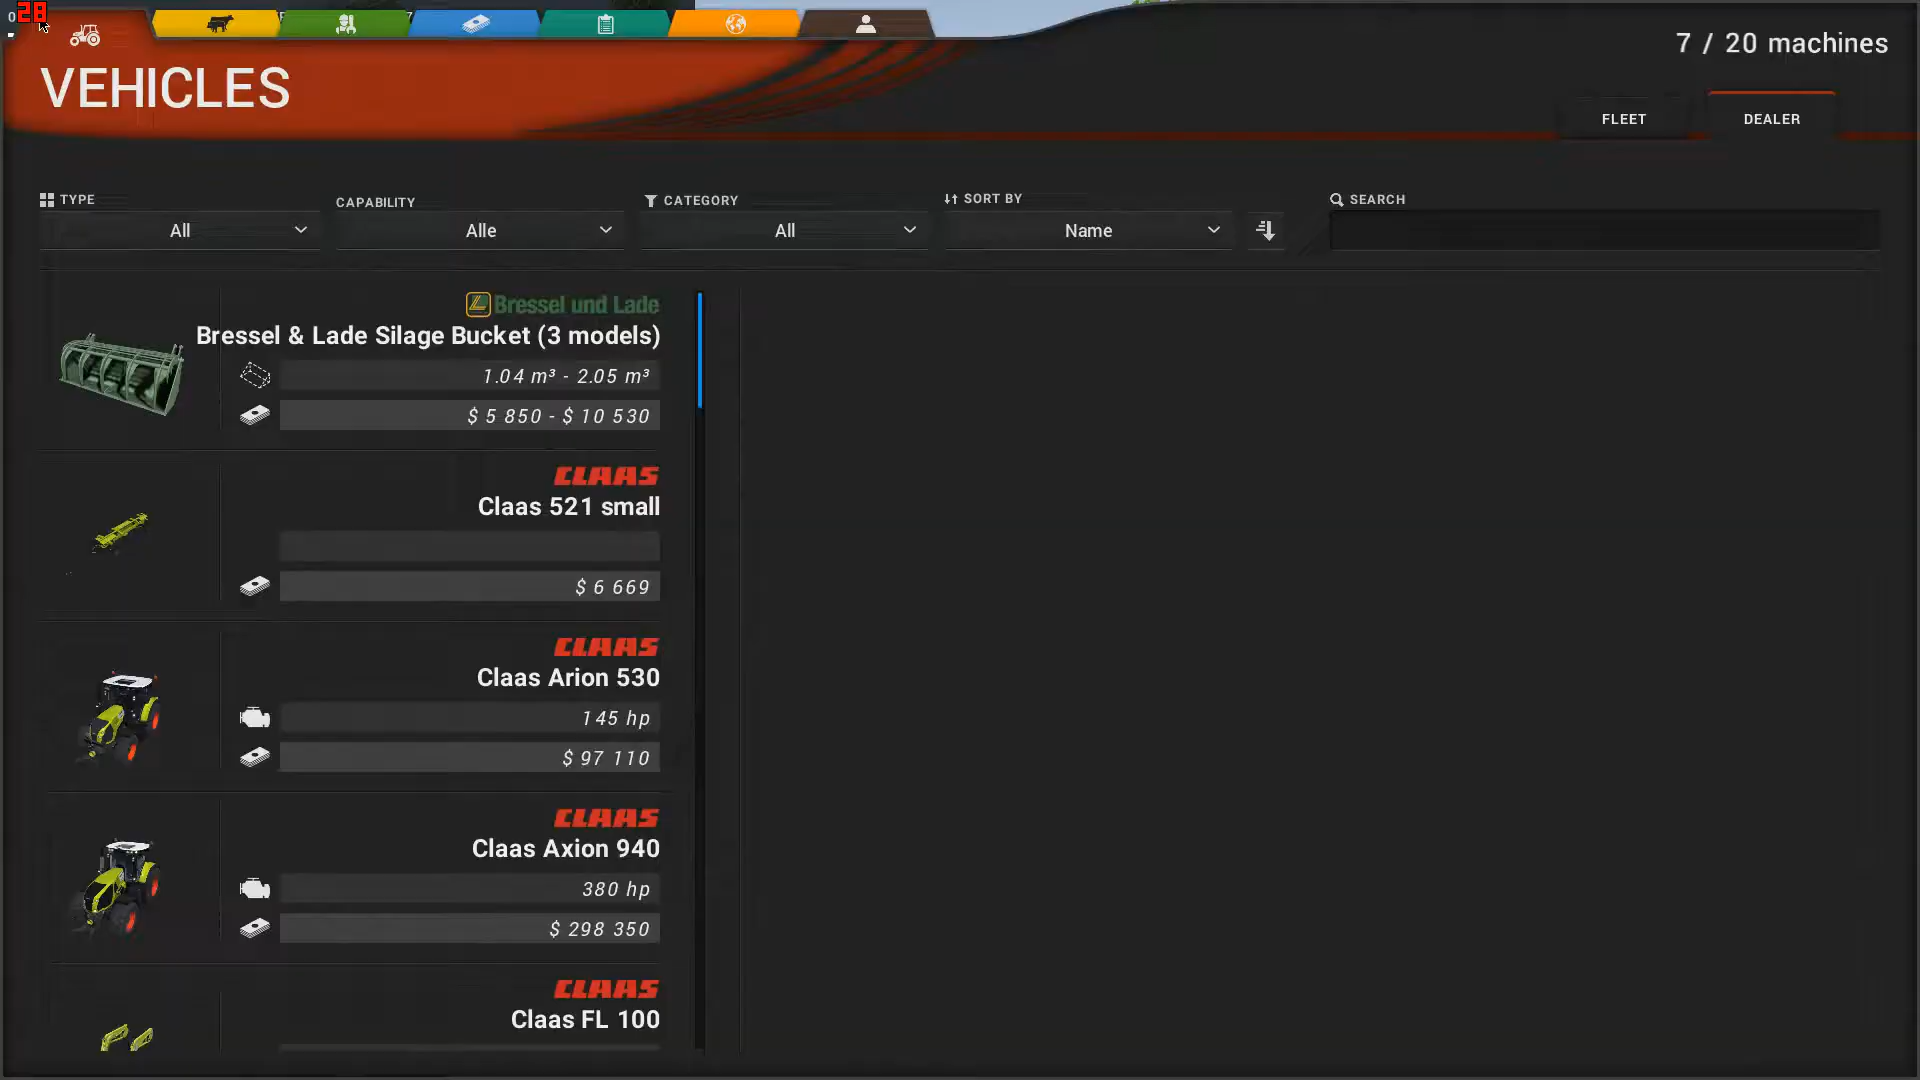 28
7 / 20 machines
VEHICLES
FLEET
DEALER
TYPE
CAPABILITY
CATEGORY
SORT BY
SEARCH
All
Alle
All
Name
Bressel und Lade
Bressel & Lade Silage Bucket (3 models)
1.04 m³ - 2.05 m³
$ 5 850 - $ 10 530
CLAAS
Claas 521 small
$ 6 669
CLAAS
Claas Arion 530
145 hp
$ 97 110
CLAAS
Claas Axion 940
380 hp
$ 298 350
CLAAS
Claas FL 100